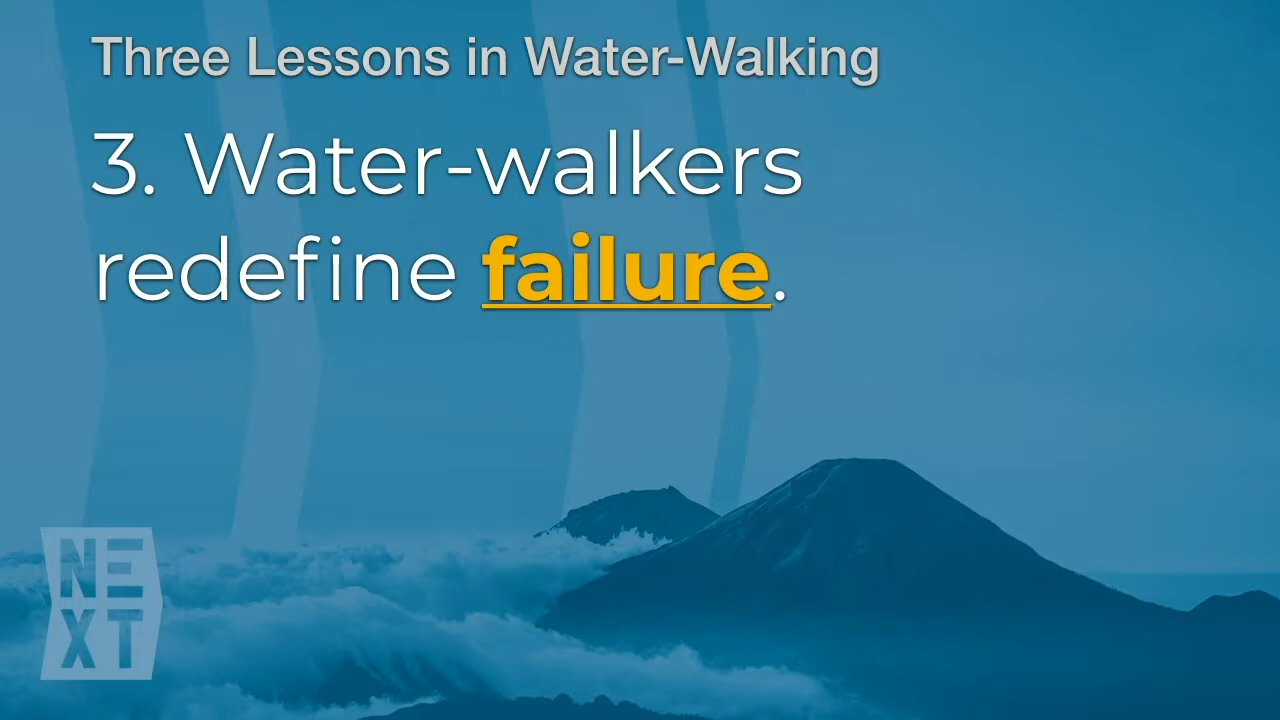 Three Lessons in Water-Walking
3. Water-walkers
redefine failure.
NE
XT